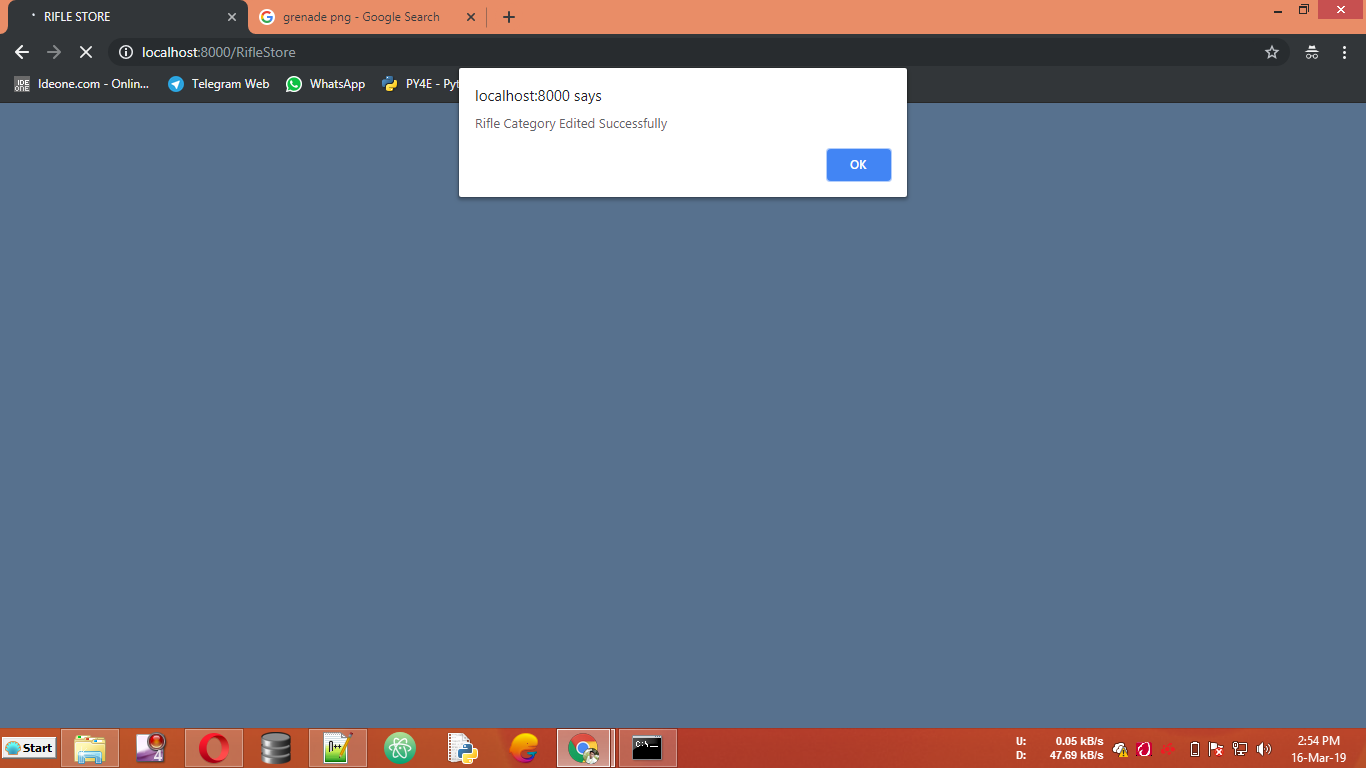 RIFLE STORE
grenade png - Google Search
localhost:8000/RifleStore
IDE
ONE
Ideone.com - Onlin...
Telegram Web
WhatsApp
PY4E - Pyt
localhost:8000 says
Rifle Category Edited Successfully
OK
Start
4
n++
C:\_
U: 0.05 kB/s
D: 47.69 kB/s
2:54 PM
16-Mar-19